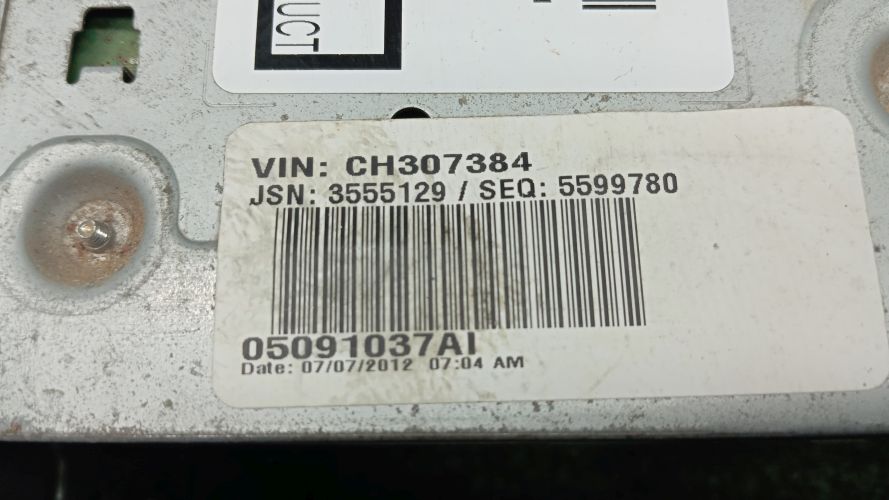 UCT
VIN: CH307384
JSN: 3555129 / SEQ: 5599780
05091037AI
Date: 07/07/2012 07:04 AM